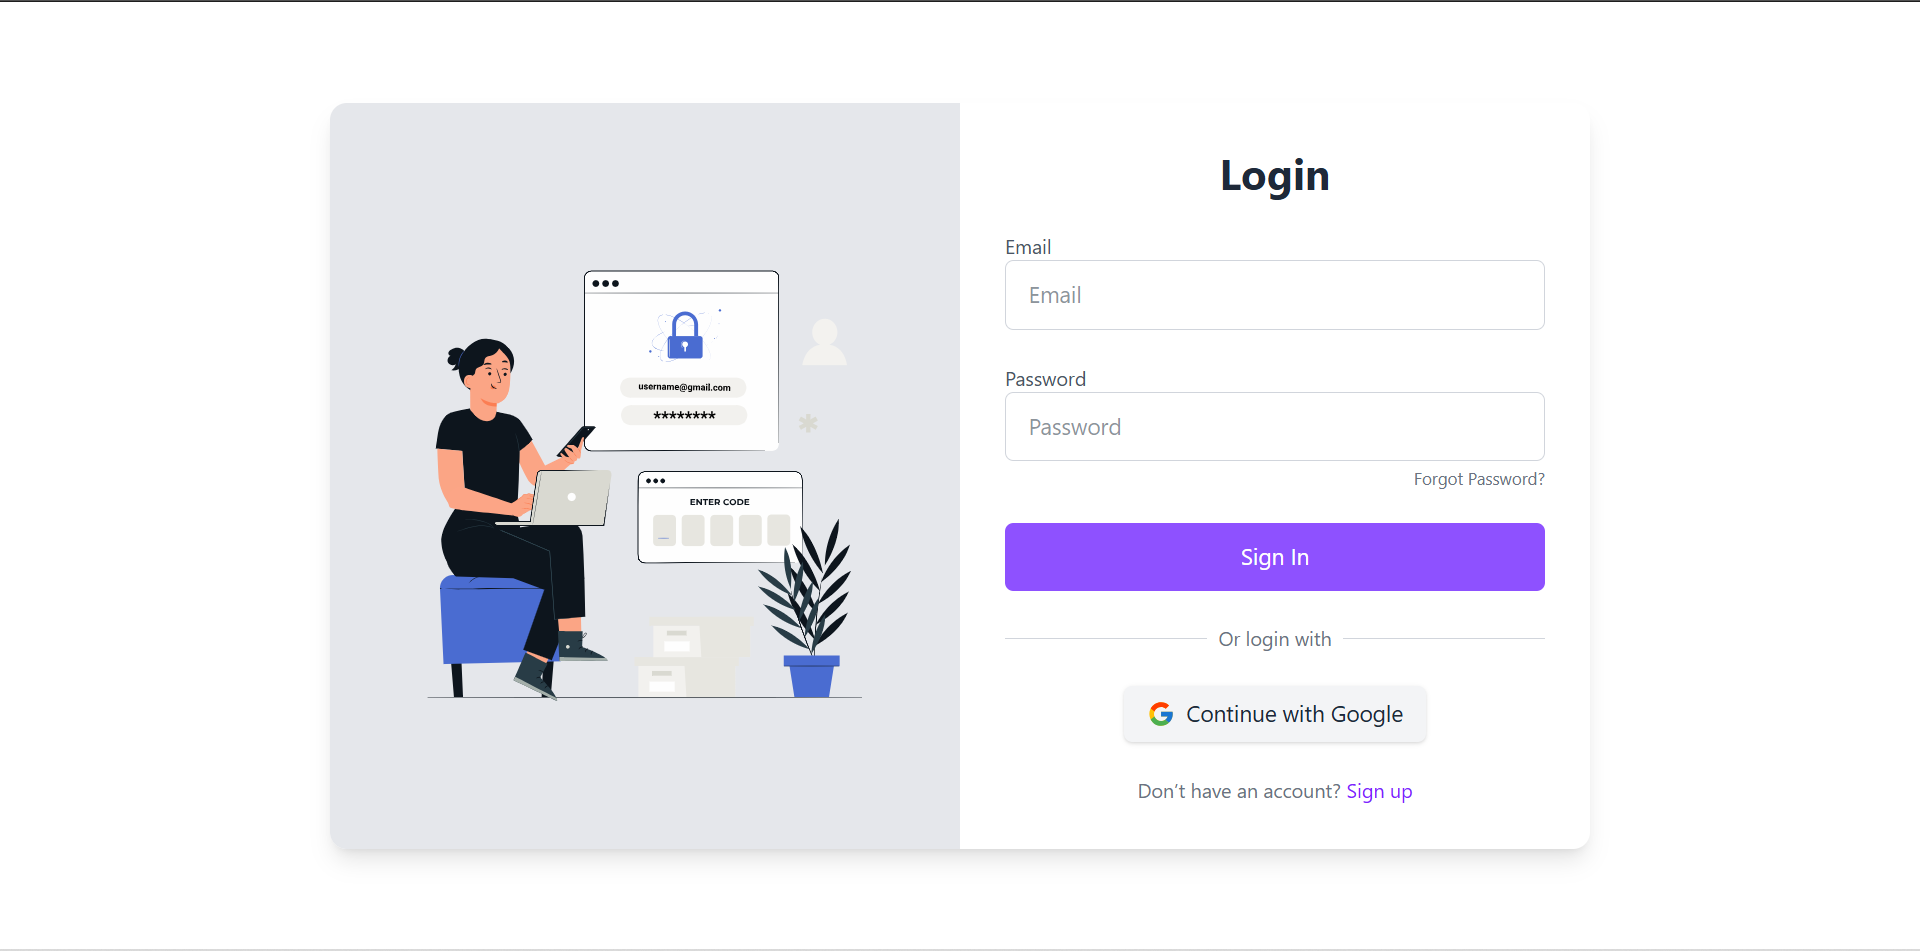 username@gmail.com
********
ENTER CODE
Login
Email
Email
Password
Password
Forgot Password?
Sign In
Or login with
Continue with Google
Don’t have an account? Sign up